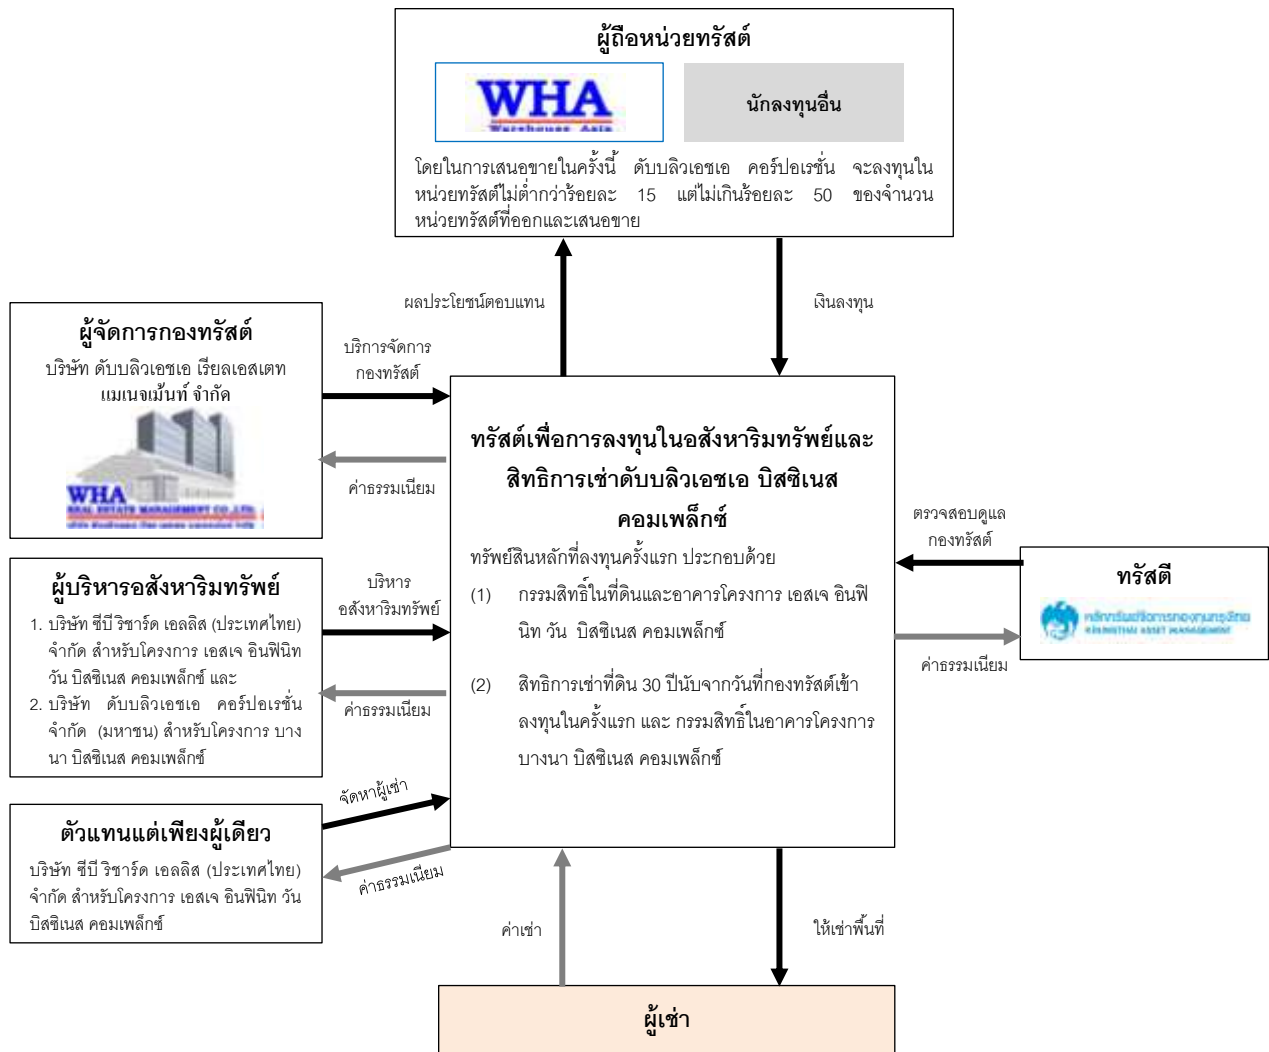 ผู้ถือหน่วยทรัสต์
WHA
Warehouse Asia
นักลงทุนอื่น
โดยในการเสนอขายในครั้งนี้ ดับบลิวเอชเอ คอร์ปอเรชั่น จะลงทุนใน
หน่วยทรัสต์ไม่ต่ำกว่าร้อยละ 15 แต่ไม่เกินร้อยละ 50 ของจำนวน
หน่วยทรัสต์ที่ออกและเสนอขาย
ผลประโยชน์ตอบแทน
เงินลงทุน
ผู้จัดการกองทรัสต์
บริษัท ดับบลิวเอชเอ เรียลเอสเตท
แมเนจเม้นท์ จำกัด
WHA
REAL ESTATE MANAGEMENT CO.,LTD.
บริการจัดการ
กองทรัสต์
ค่าธรรมเนียม
ทรัสต์เพื่อการลงทุนในอสังหาริมทรัพย์และ
สิทธิการเช่าดับบลิวเอชเอ บิสซิเนส
คอมเพล็กซ์
ทรัพย์สินหลักที่ลงทุนครั้งแรก ประกอบด้วย
(1) กรรมสิทธิ์ในที่ดินและอาคารโครงการ เอสเจ อินฟิ
นิท วัน บิสซิเนส คอมเพล็กซ์
(2) สิทธิการเช่าที่ดิน 30 ปีนับจากวันที่กองทรัสต์เข้า
ลงทุนในครั้งแรก และ กรรมสิทธิ์ในอาคารโครงการ
บางนา บิสซิเนส คอมเพล็กซ์
ตรวจสอบดูแล
กองทรัสต์
ทรัสตี
หลักทรัพย์จัดการกองทุนกรุงไทย
KRUNGTHAI ASSET MANAGEMENT
ค่าธรรมเนียม
ผู้บริหารอสังหาริมทรัพย์
1. บริษัท ซีบี ริชาร์ด เอลลิส (ประเทศไทย)
จำกัด สำหรับโครงการ เอสเจ อินฟินิท
วัน บิสซิเนส คอมเพล็กซ์ และ
2. บริษัท ดับบลิวเอชเอ คอร์ปอเรชั่น
จำกัด (มหาชน) สำหรับโครงการ บาง
นา บิสซิเนส คอมเพล็กซ์
บริหาร
อสังหาริมทรัพย์
ค่าธรรมเนียม
ตัวแทนแต่เพียงผู้เดียว
บริษัท ซีบี ริชาร์ด เอลลิส (ประเทศไทย)
จำกัด สำหรับโครงการ เอสเจ อินฟินิท วัน
บิสซิเนส คอมเพล็กซ์
จัดหาผู้เช่า
ค่าธรรมเนียม
ค่าเช่า
ให้เช่าพื้นที่
ผู้เช่า